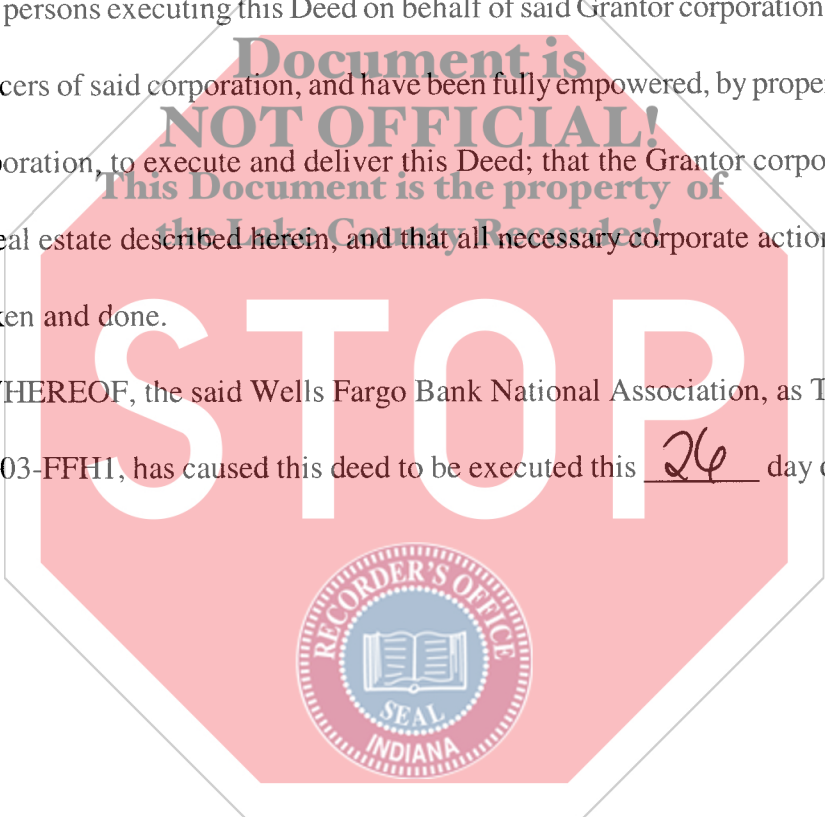 persons executing this Deed on behalf of said Grantor corporation
Document is
cers of said corporation, and have been fully empowered, by prope
NOT OFFICIAL!
oration, to execute and deliver this Deed; that the Grantor corpo
This Document is the property of
eal estate described herein, and that all necessary corporate action
the Lake County Recorder!
en and done.
STOP
HEREOF, the said Wells Fargo Bank National Association, as T
03-FFH1, has caused this deed to be executed this 26 day
RECORDER'S OFFICE
SEAL
INDIANA